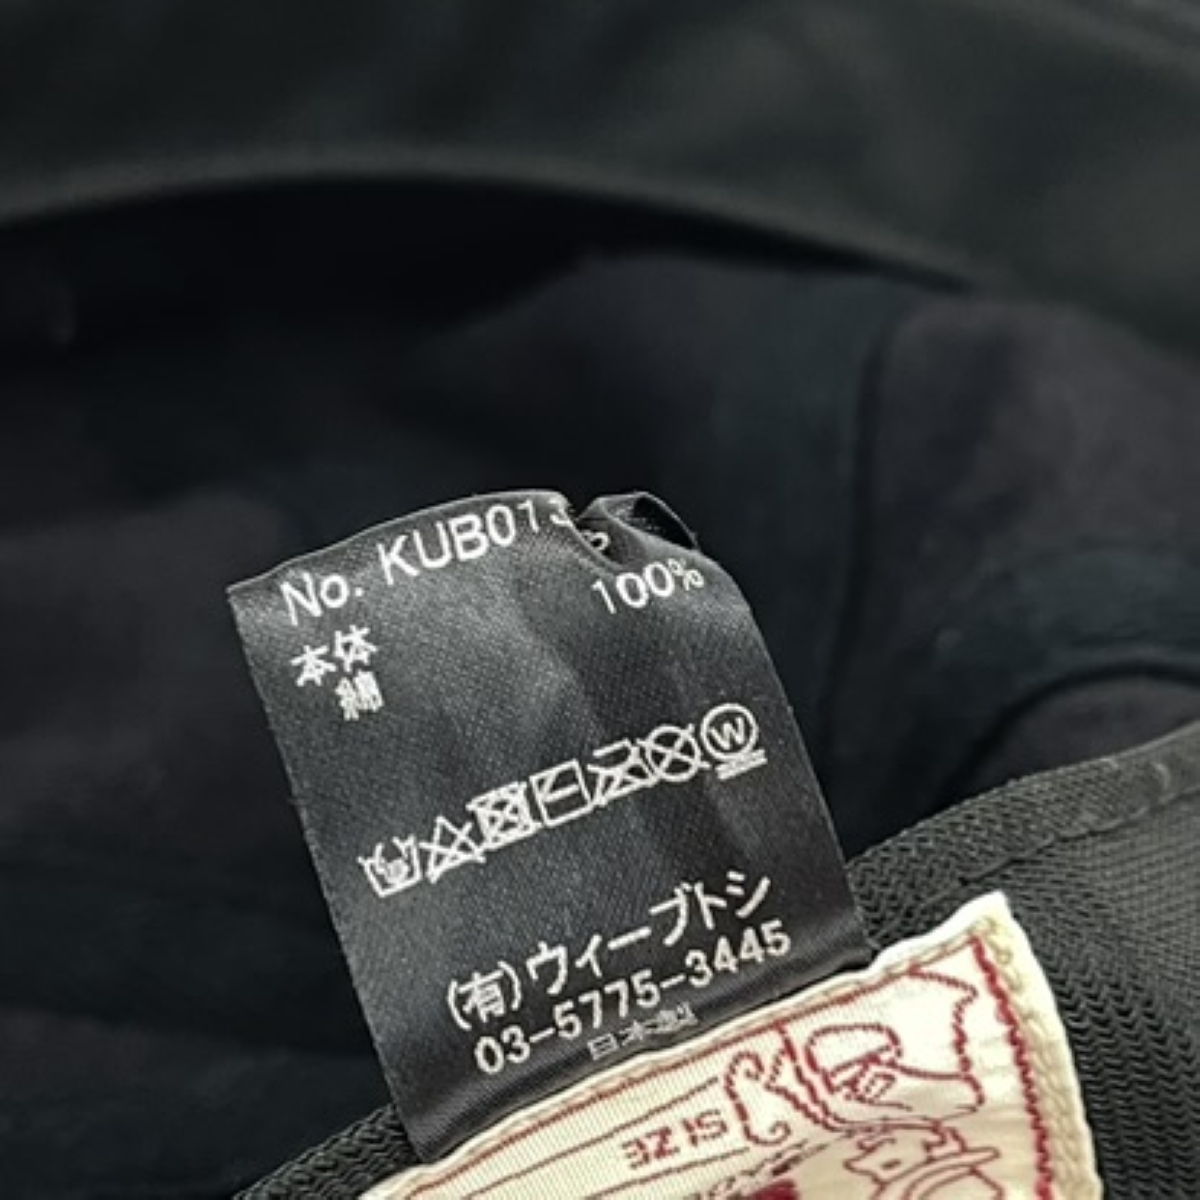 No. KUB013
本体
綿 100%
(有)ウィーブトシ
03-5775-3445
日本製
SIZE